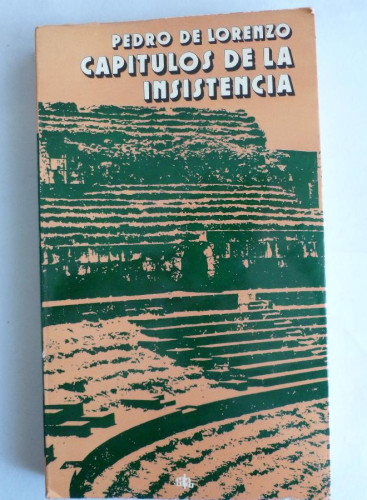 PEDRO DE LORENZO
CAPITULOS DE LA
INSISTENCIA